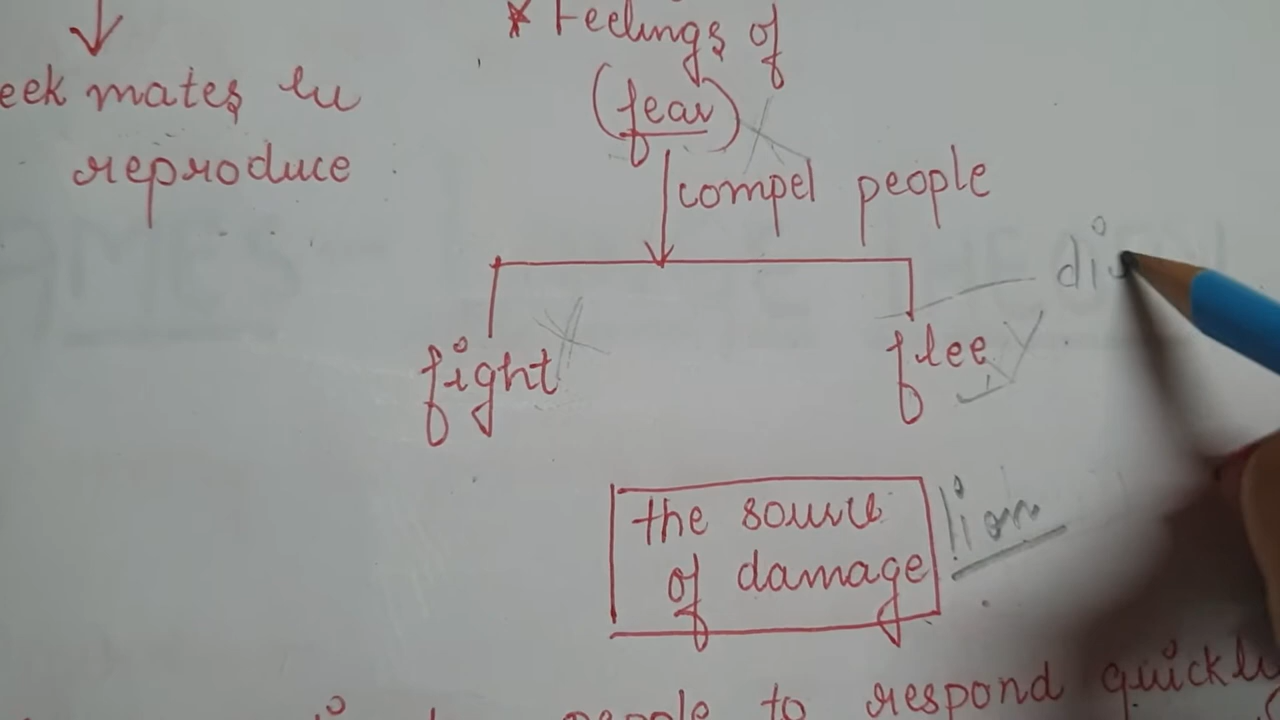 * Feelings of
(fear)
eek mates to
reproduce
compel people
di
fight
flee
the source
of damage
lion
people to respond quickly